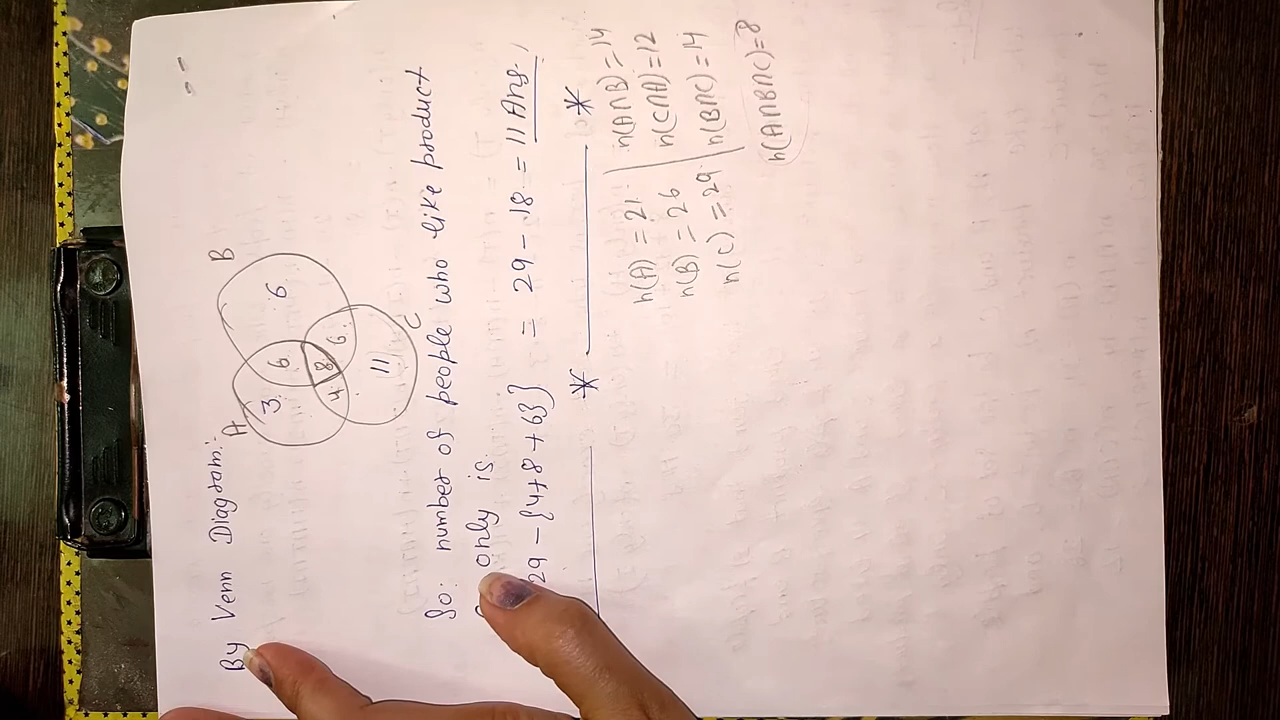 By Venn Diagram:-
A B
3 6 6
4 8 6
11 C
So: number of people who like product
only is.
29 - {4+8+6}} = 29 - 18 = 11 Ans.
n(A) = 21 n(A∩B) = 14
n(B) = 26 n(C∩A) = 12
n(C) = 29 n(B∩C) = 14
n(A∩B∩C) = 8